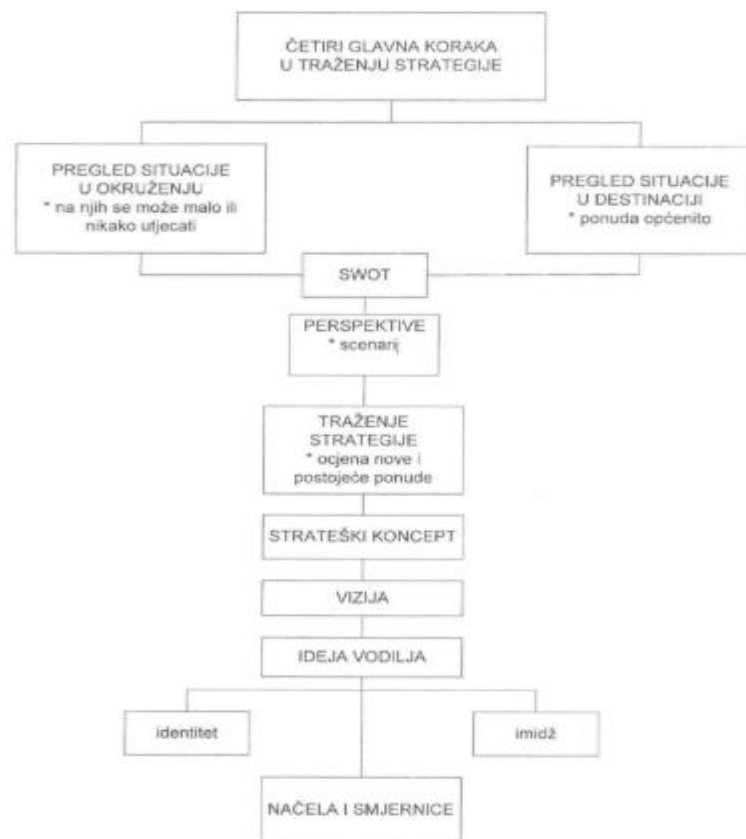 ČETIRI GLAVNA KORAKA
U TRAŽENJU STRATEGIJE
PREGLED SITUACIJE
U OKRUŽENJU
* na njih se može malo ili
nikako utjecati
PREGLED SITUACIJE
U DESTINACIJI
* ponuda općenito
SWOT
PERSPEKTIVE
* scenarij
TRAŽENJE
STRATEGIJE
* ocjena nove i
postojeće ponude
STRATEŠKI KONCEPT
VIZIJA
IDEJA VODILJA
identitet
imidž
NAČELA I SMJERNICE